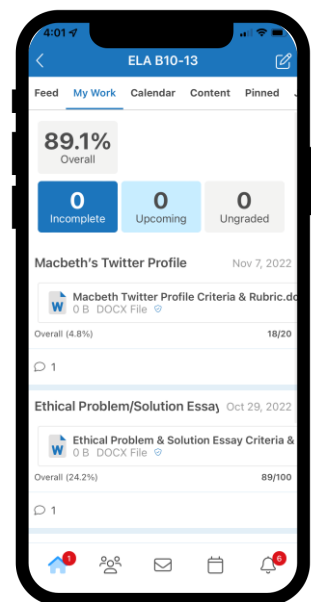 4:01
ELA B10-13
Feed My Work Calendar Content Pinned
89.1%
Overall
0 0 0
Incomplete Upcoming Ungraded
Macbeth's Twitter Profile Nov 7, 2022
Macbeth Twitter Profile Criteria & Rubric.do
W
0 B DOCX File
Overall (4.8%) 18/20
1
Ethical Problem/Solution Essay Oct 29, 2022
Ethical Problem & Solution Essay Criteria &
W
0 B DOCX File
Overall (24.2%) 89/100
1
1 6